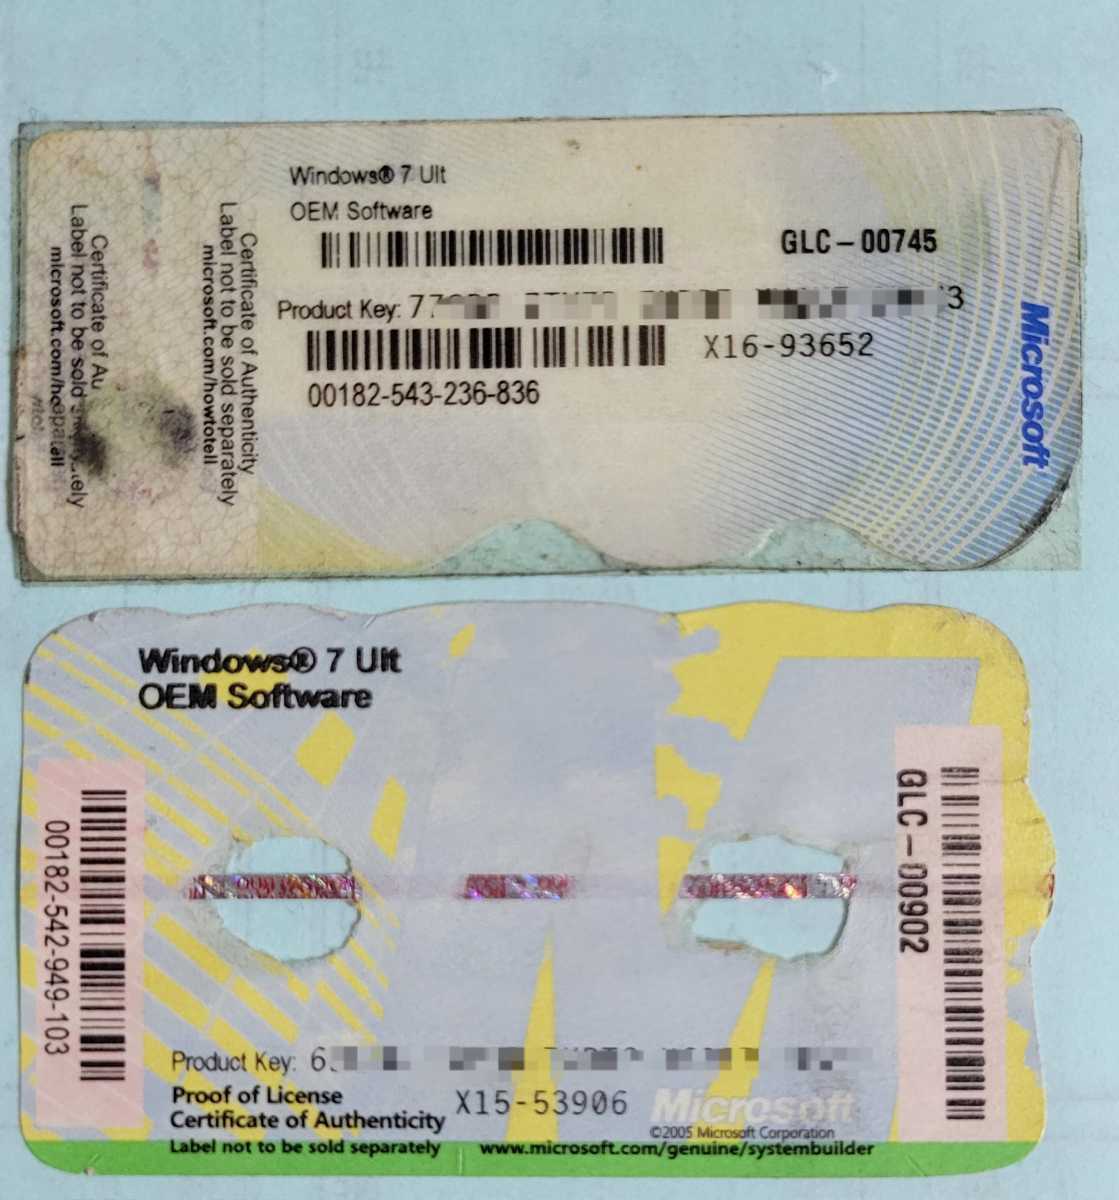 Windows® 7 Ult
OEM Software
GLC-00745
Product Key: 77
3
X16-93652
00182-543-236-836
Certificate of Authenticity
Label not to be sold separately
microsoft.com/howtotell
Certificate of Au
Label not to be sold
Microsoft
Windows® 7 Ult
OEM Software
00182-542-949-103
GLC-00902
Product Key: 6
Proof of License
Certificate of Authenticity
X15-53906
Microsoft
©2005 Microsoft Corporation
Label not to be sold separately
www.microsoft.com/genuine/systembuilder